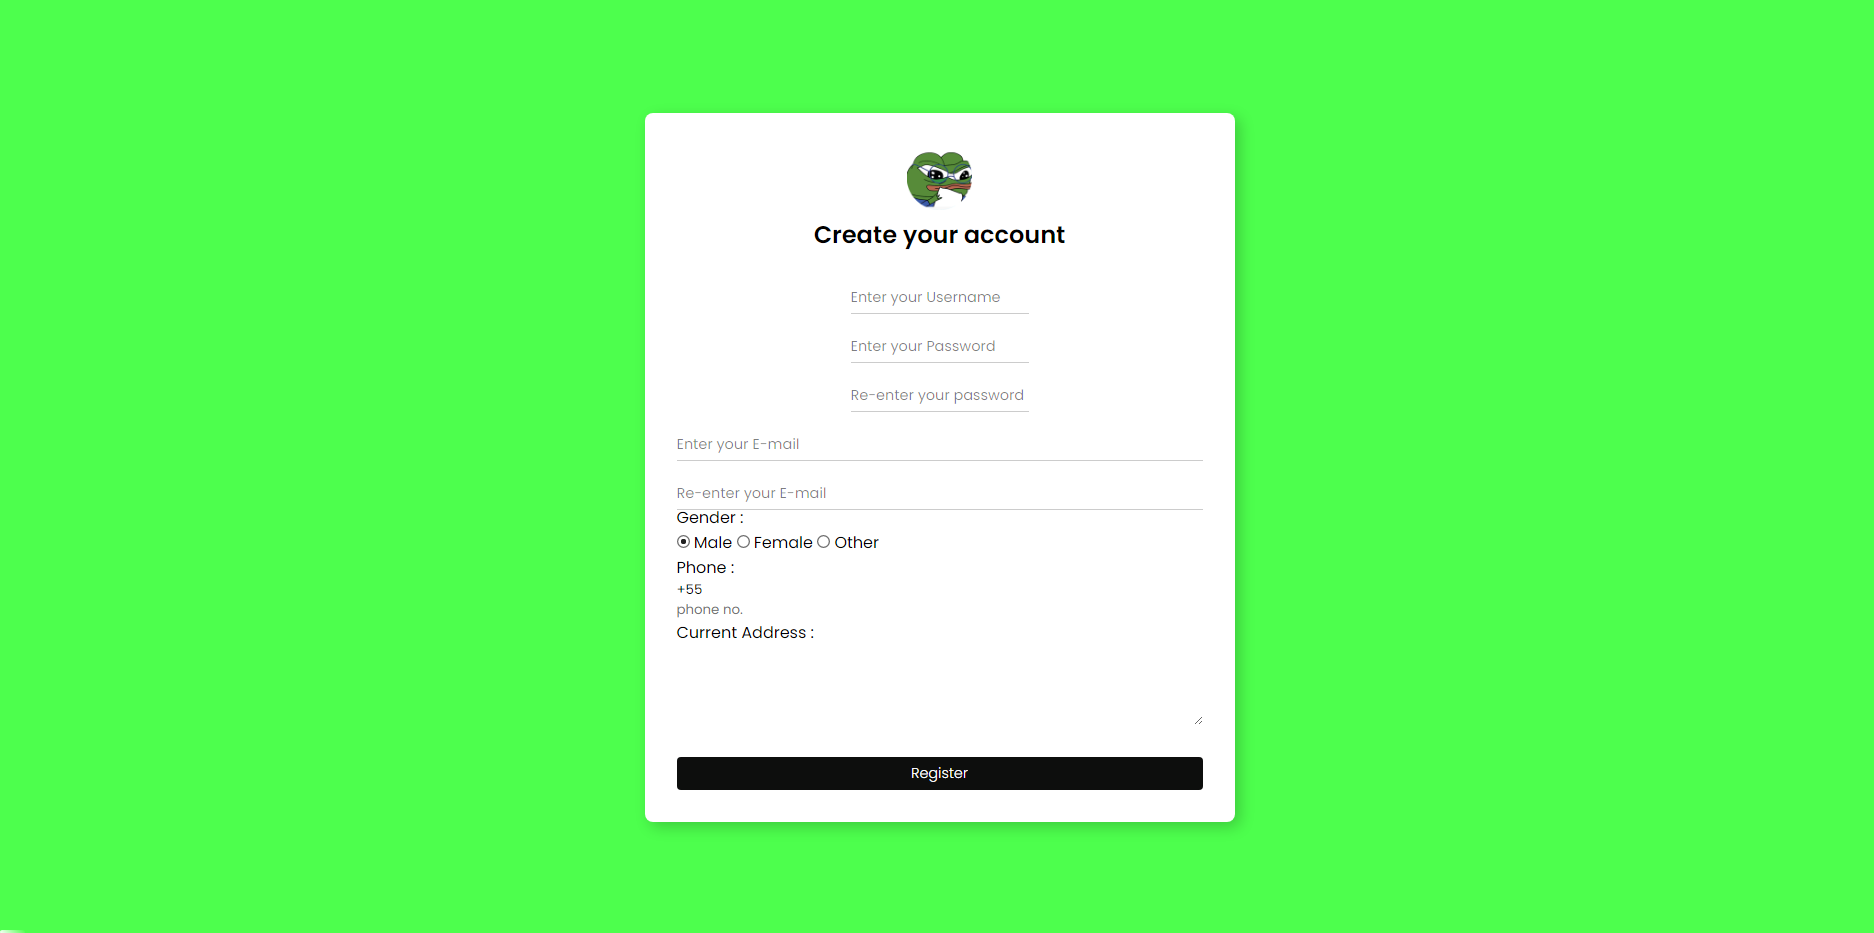 Create your account
Enter your Username
Enter your Password
Re-enter your password
Enter your E-mail
Re-enter your E-mail
Gender :
Male Female Other
Phone :
+55
phone no.
Current Address :
Register